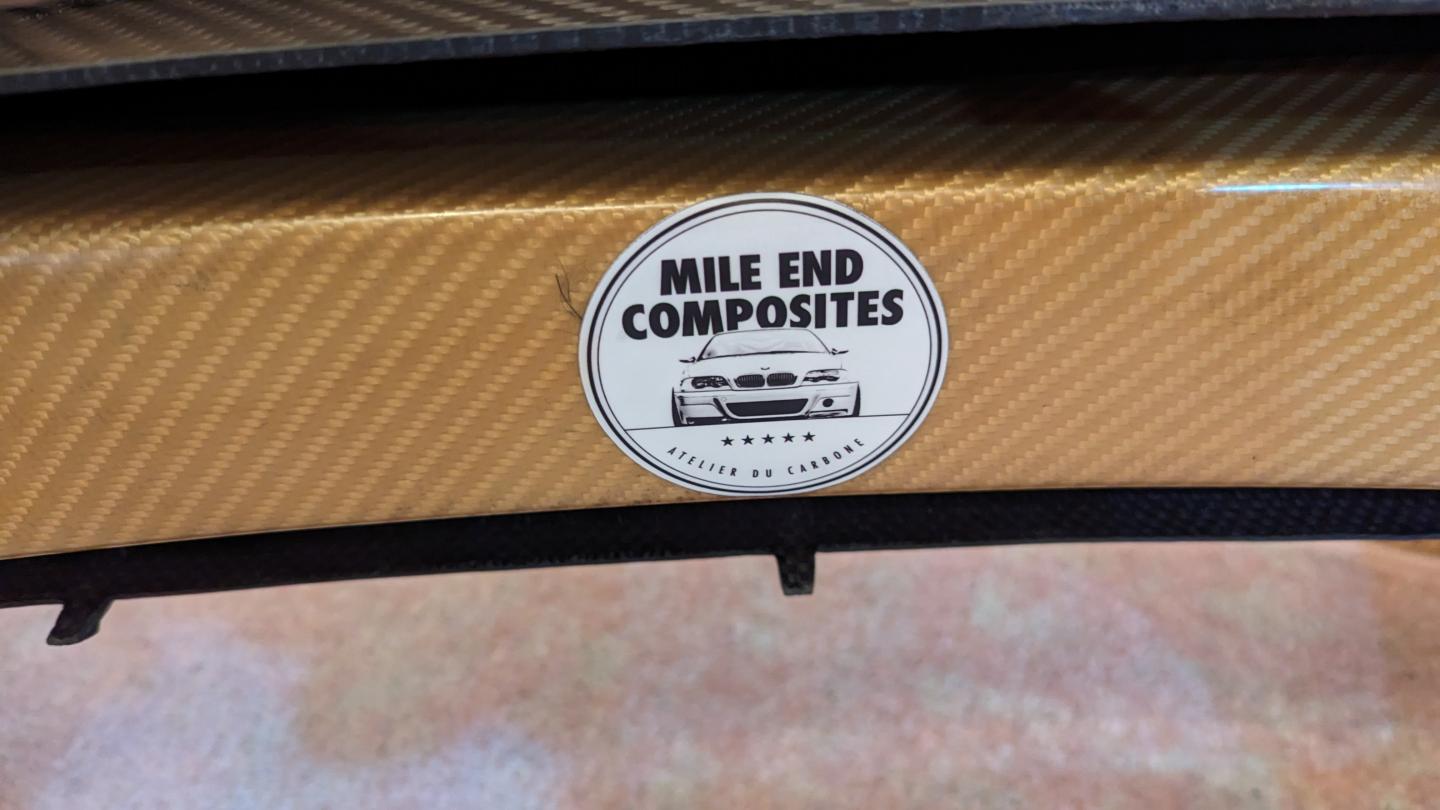 MILE END
COMPOSITES
★★★★★
ATELIER DU CARBONE